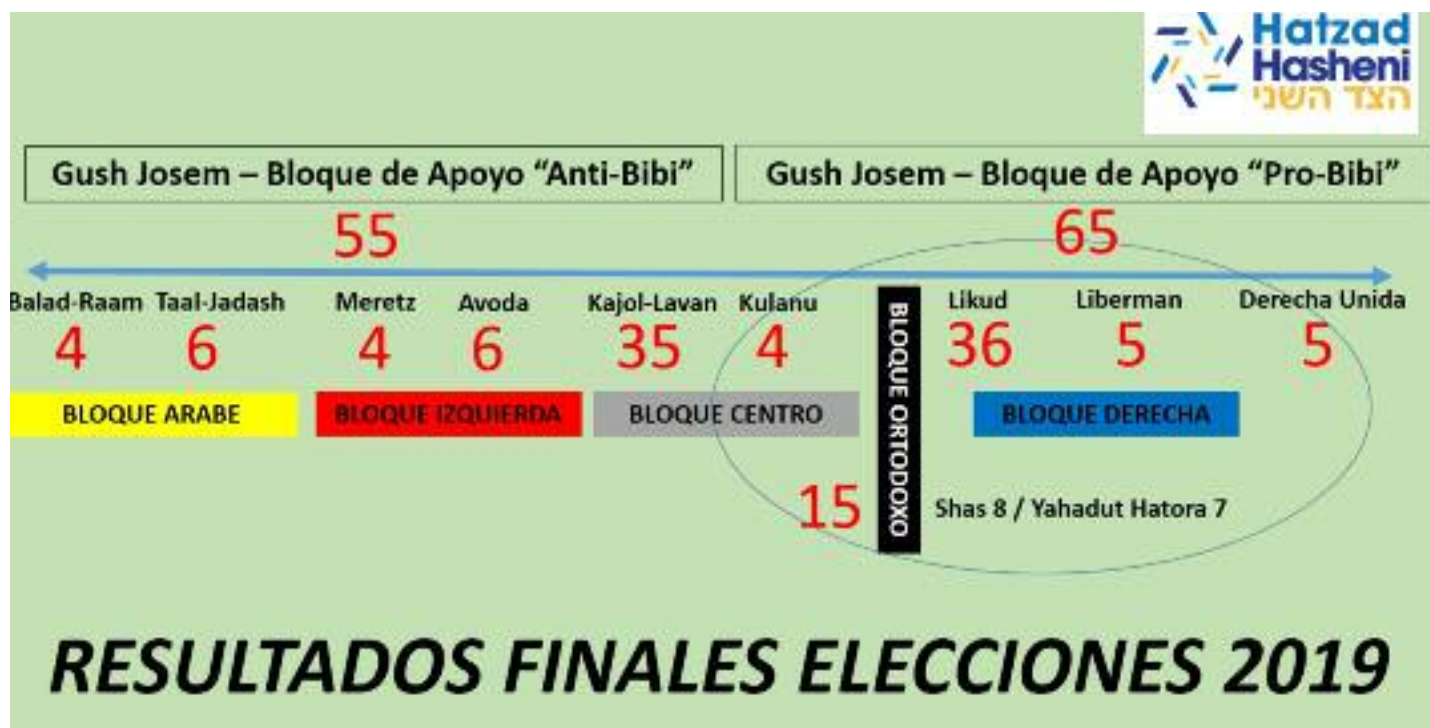 Hatzad
Hasheni
הצד השני
Gush Josem – Bloque de Apoyo “Anti-Bibi”
Gush Josem – Bloque de Apoyo “Pro-Bibi”
55
65
Balad-Raam Taal-Jadash Meretz Avoda Kajol-Lavan Kulanu Likud Liberman Derecha Unida
4 6 4 6 35 4 36 5 5
BLOQUE ARABE BLOQUE IZQUIERDA BLOQUE CENTRO BLOQUE DERECHA
BLOQUE ORTODOXO
15 Shas 8 / Yahadut Hatora 7
RESULTADOS FINALES ELECCIONES 2019